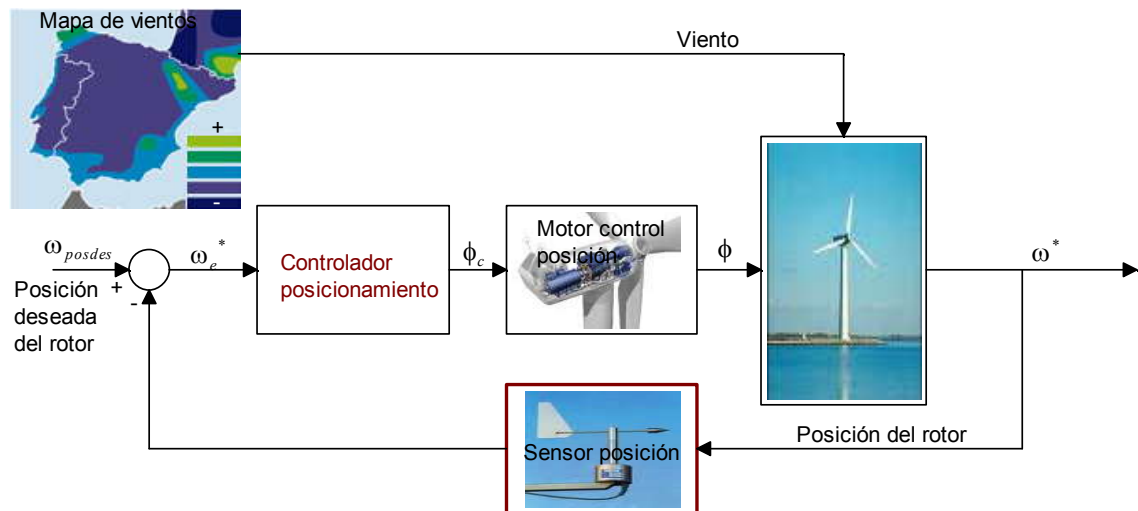 Mapa de vientos
+
-
Viento
ω_posdes
+
-
Posición
deseada
del rotor
ω_e*
Controlador
posicionamiento
ϕ_c
Motor control
posición
ϕ
ω*
Sensor posición
Posición del rotor